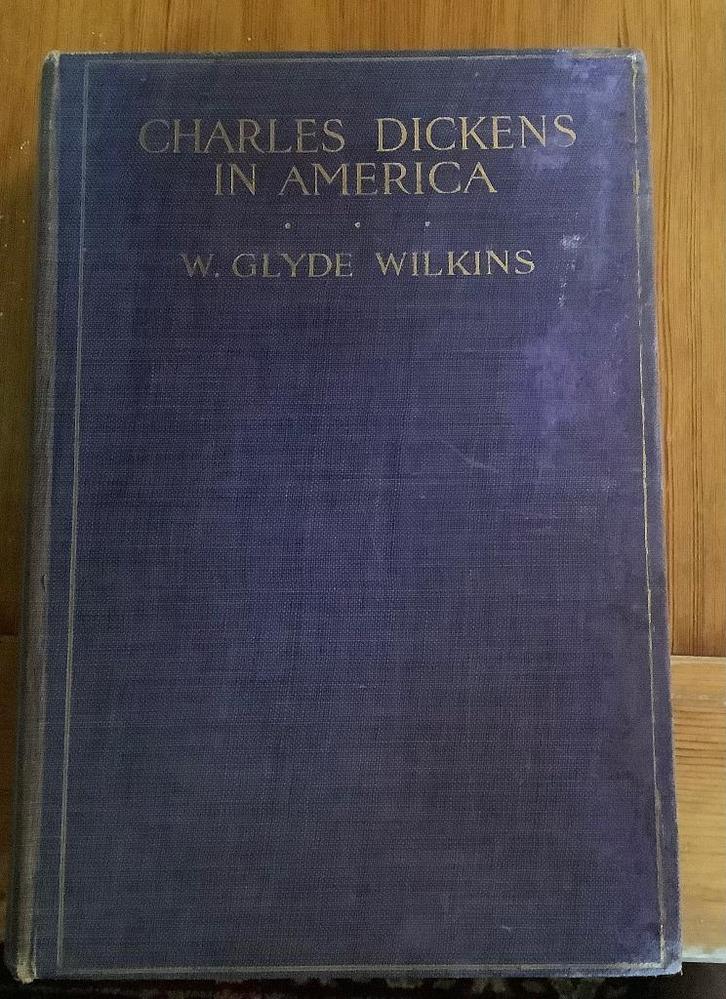 CHARLES DICKENS
IN AMERICA
W. GLYDE WILKINS